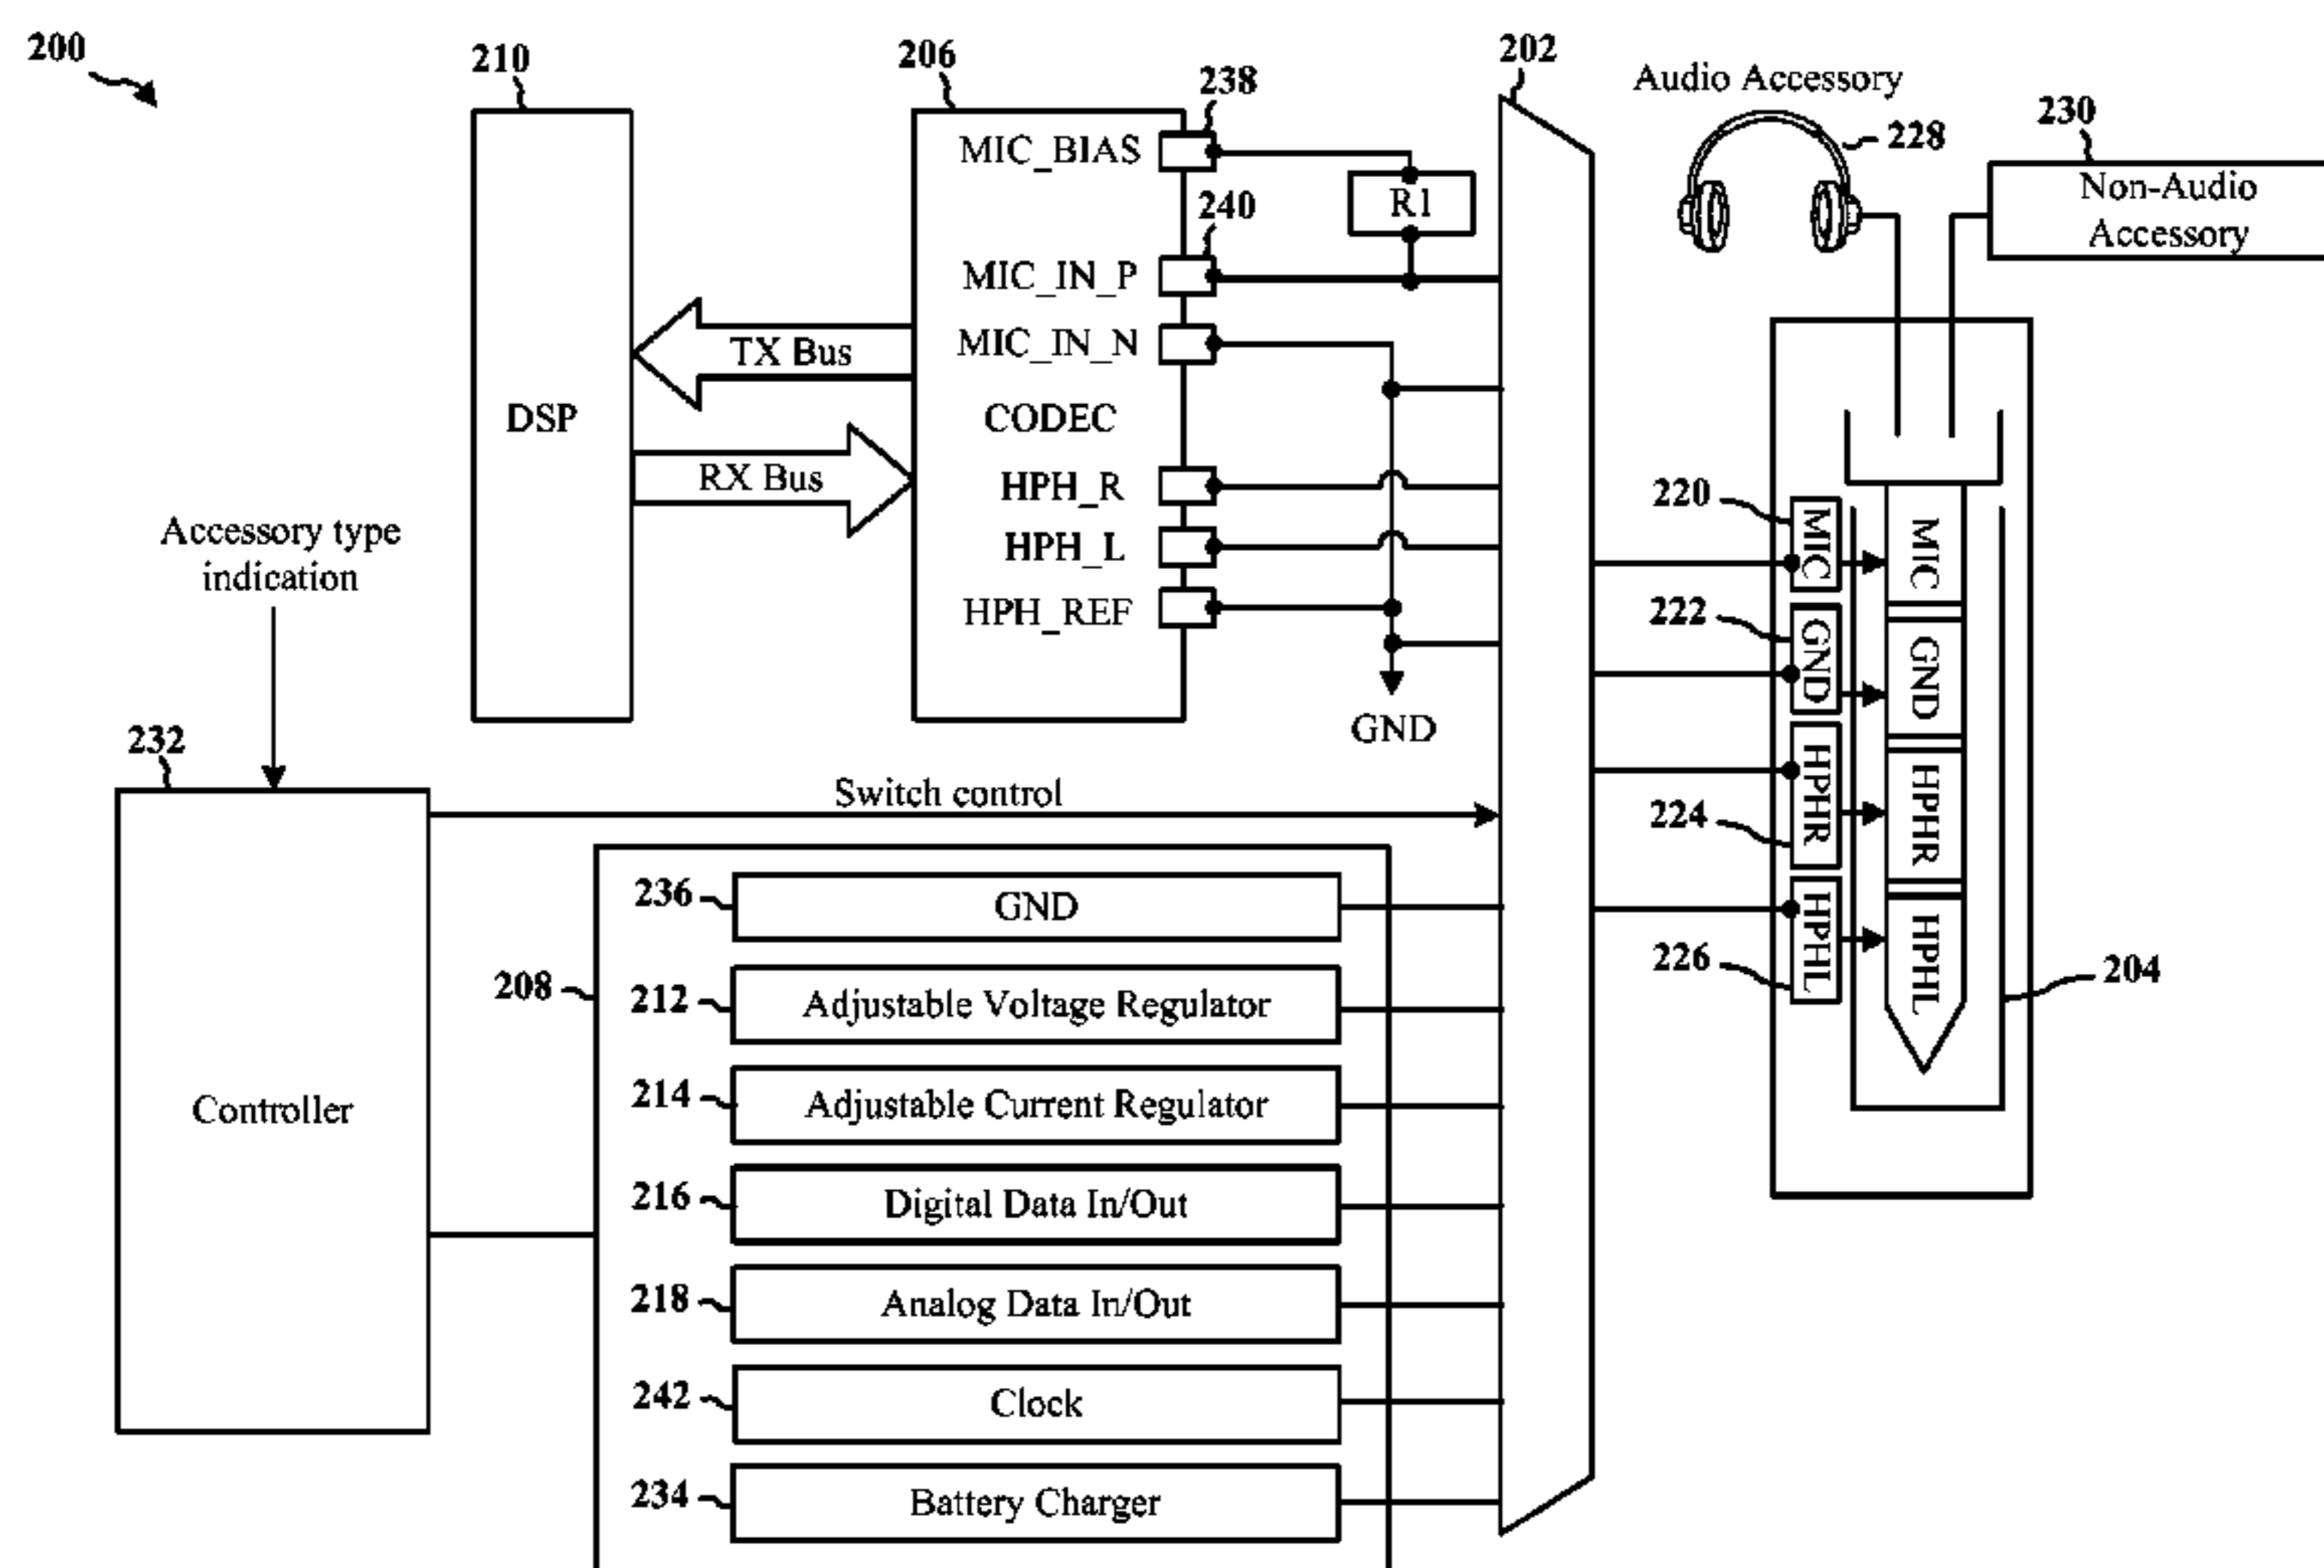 200
210
206
202
238
Audio Accessory
228
230
Non-Audio
Accessory
MIC_BIAS
R1
240
MIC_IN_P
MIC_IN_N
TX Bus
DSP
CODEC
RX Bus
HPH_R
HPH_L
HPH_REF
GND
Accessory type
indication
220
MIC
MIC
222
GND
GND
224
HPHR
HPHR
226
HPHL
HPHL
204
232
Controller
Switch control
208
236
GND
212
Adjustable Voltage Regulator
214
Adjustable Current Regulator
216
Digital Data In/Out
218
Analog Data In/Out
242
Clock
234
Battery Charger